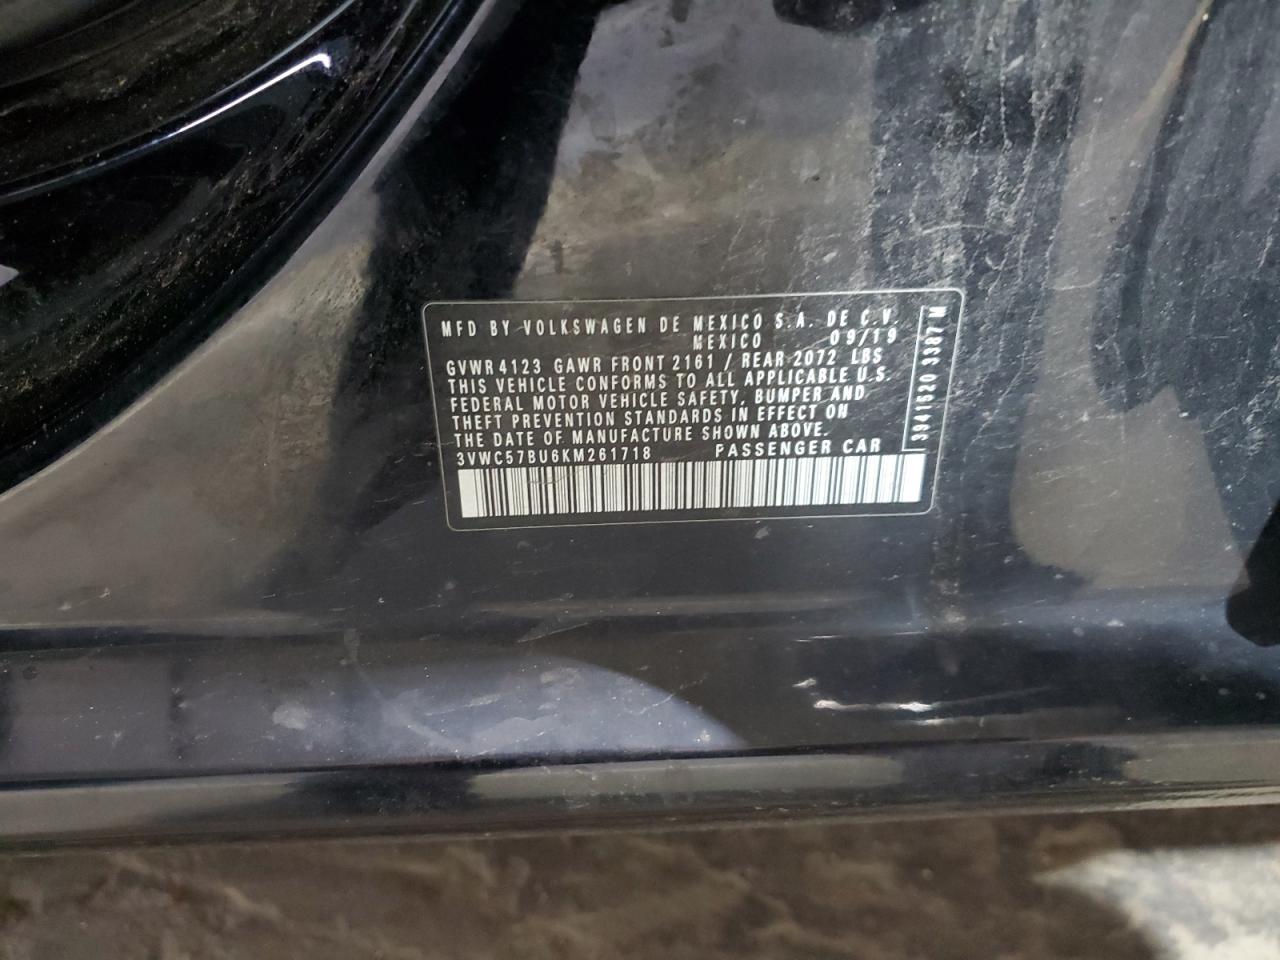 MFD BY VOLKSWAGEN DE MEXICO S.A. DE C.V.
MEXICO 09/19
GVWR 4123 GAWR FRONT 2161 / REAR 2072 LBS
THIS VEHICLE CONFORMS TO ALL APPLICABLE U.S.
FEDERAL MOTOR VEHICLE SAFETY, BUMPER AND
THEFT PREVENTION STANDARDS IN EFFECT ON
THE DATE OF MANUFACTURE SHOWN ABOVE.
3VWC57BU6KM261718 PASSENGER CAR
3941520 3387 M